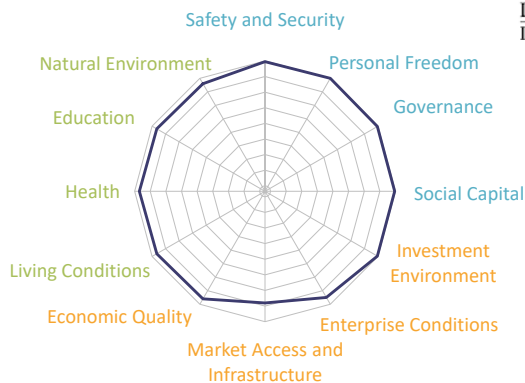 Safety and Security
Natural Environment
Personal Freedom
Education
Governance
Health
Social Capital
Living Conditions
Investment
Environment
Economic Quality
Enterprise Conditions
Market Access and
Infrastructure